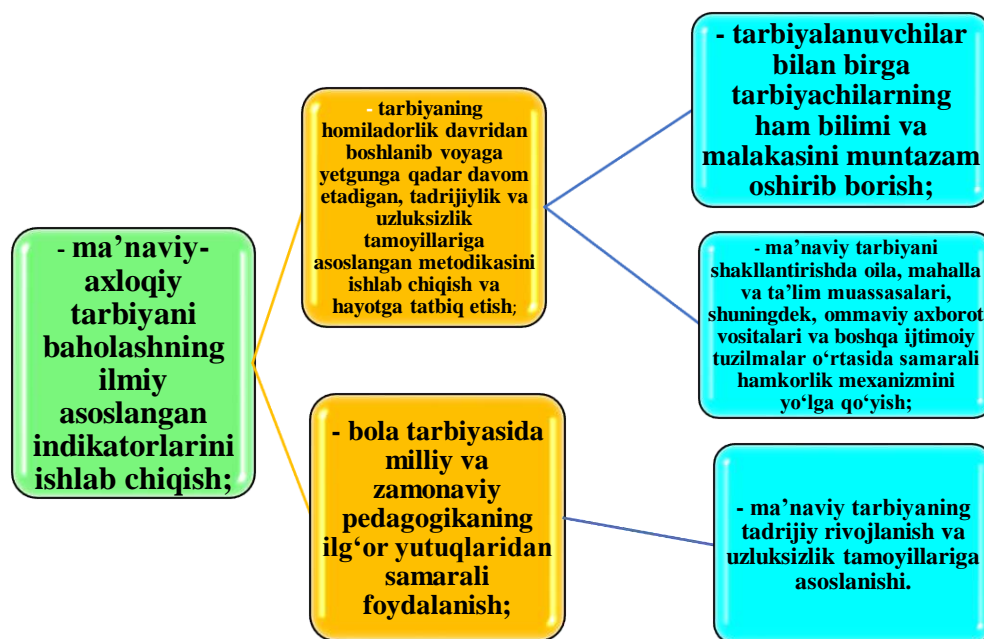 - ma’naviy-
axloqiy
tarbiyani
baholashning
ilmiy
asoslangan
indikatorlarini
ishlab chiqish;
- tarbiyaning
homiladorlik davridan
boshlanib voyaga
yetgunga qadar davom
etadigan, tadrijiylik va
uzluksizlik
tamoyillariga
asoslangan metodikasini
ishlab chiqish va
hayotga tatbiq etish;
- bola tarbiyasida
milliy va
zamonaviy
pedagogikaning
ilg‘or yutuqlaridan
samarali
foydalanish;
- tarbiyalanuvchilar
bilan birga
tarbiyachilarning
ham bilimi va
malakasini muntazam
oshirib borish;
- ma’naviy tarbiyani
shakllantirishda oila, mahalla
va ta’lim muassasalari,
shuningdek, ommaviy axborot
vositalari va boshqa ijtimoiy
tuzilmalar o‘rtasida samarali
hamkorlik mexanizmini
yo‘lga qo‘yish;
- ma’naviy tarbiyaning
tadrijiy rivojlanish va
uzluksizlik tamoyillariga
asoslanishi.